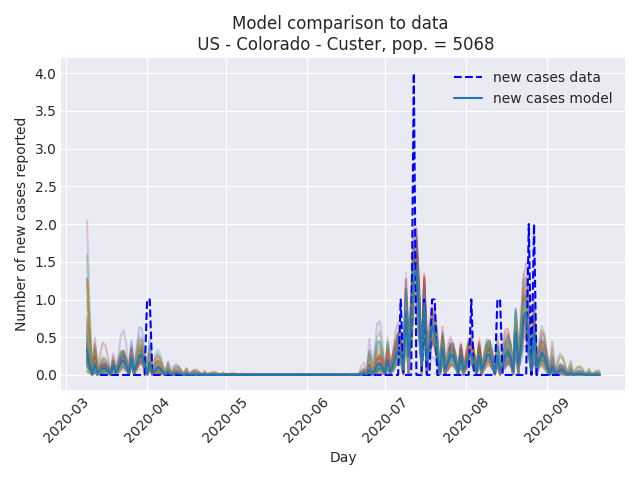 Model comparison to data
US - Colorado - Custer, pop. = 5068
new cases data
new cases model
Number of new cases reported
4.0
3.5
3.0
2.5
2.0
1.5
1.0
0.5
0.0
2020-03
2020-04
2020-05
2020-06
2020-07
2020-08
2020-09
Day